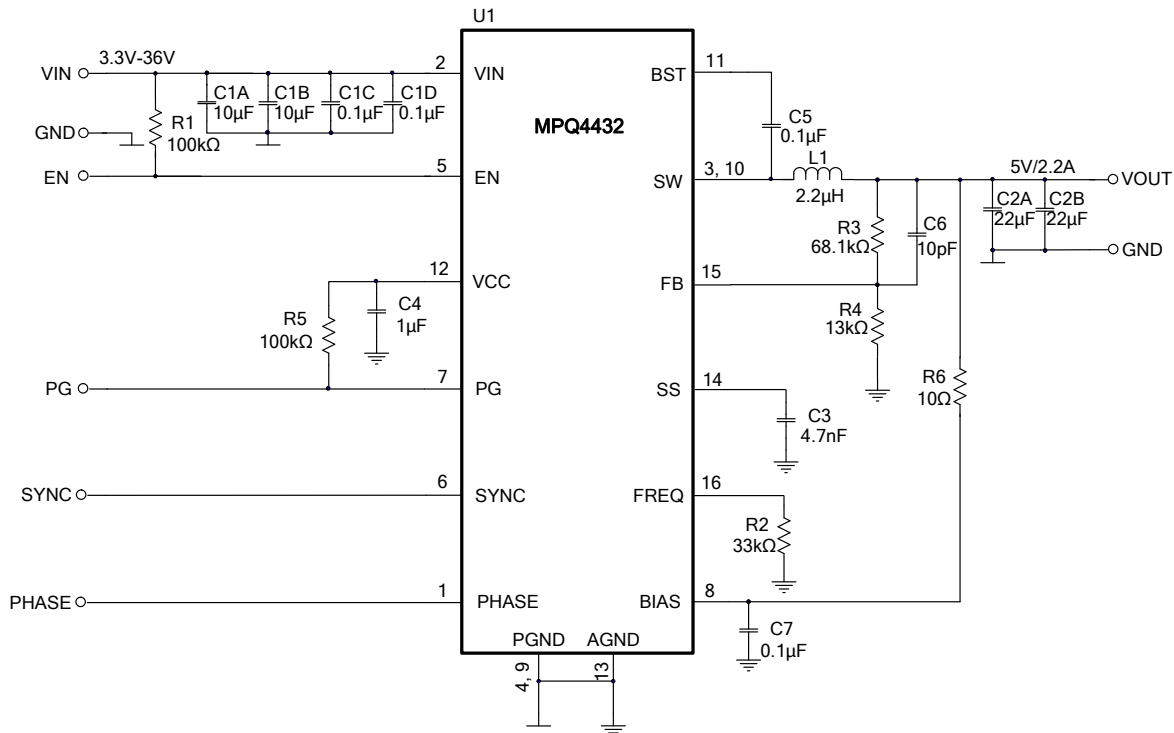 U1
3.3V-36V
VIN
GND
EN
R1
100kΩ
C1A
10µF
C1B
10µF
C1C
0.1µF
C1D
0.1µF
2
VIN
5
EN
12
VCC
C4
1µF
R5
100kΩ
PG
7
PG
SYNC
6
SYNC
PHASE
1
PHASE
MPQ4432
PGND
4, 9
AGND
13
BST
11
C5
0.1µF
SW
3, 10
L1
2.2µH
5V/2.2A
VOUT
R3
68.1kΩ
C6
10pF
C2A
22µF
C2B
22µF
GND
FB
15
R4
13kΩ
SS
14
C3
4.7nF
R6
10Ω
FREQ
16
R2
33kΩ
BIAS
8
C7
0.1µF